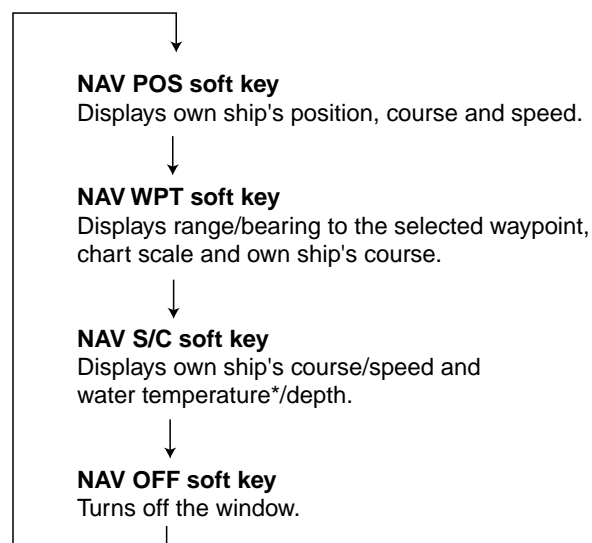 NAV POS soft key
Displays own ship's position, course and speed.
NAV WPT soft key
Displays range/bearing to the selected waypoint,
chart scale and own ship's course.
NAV S/C soft key
Displays own ship's course/speed and
water temperature*/depth.
NAV OFF soft key
Turns off the window.